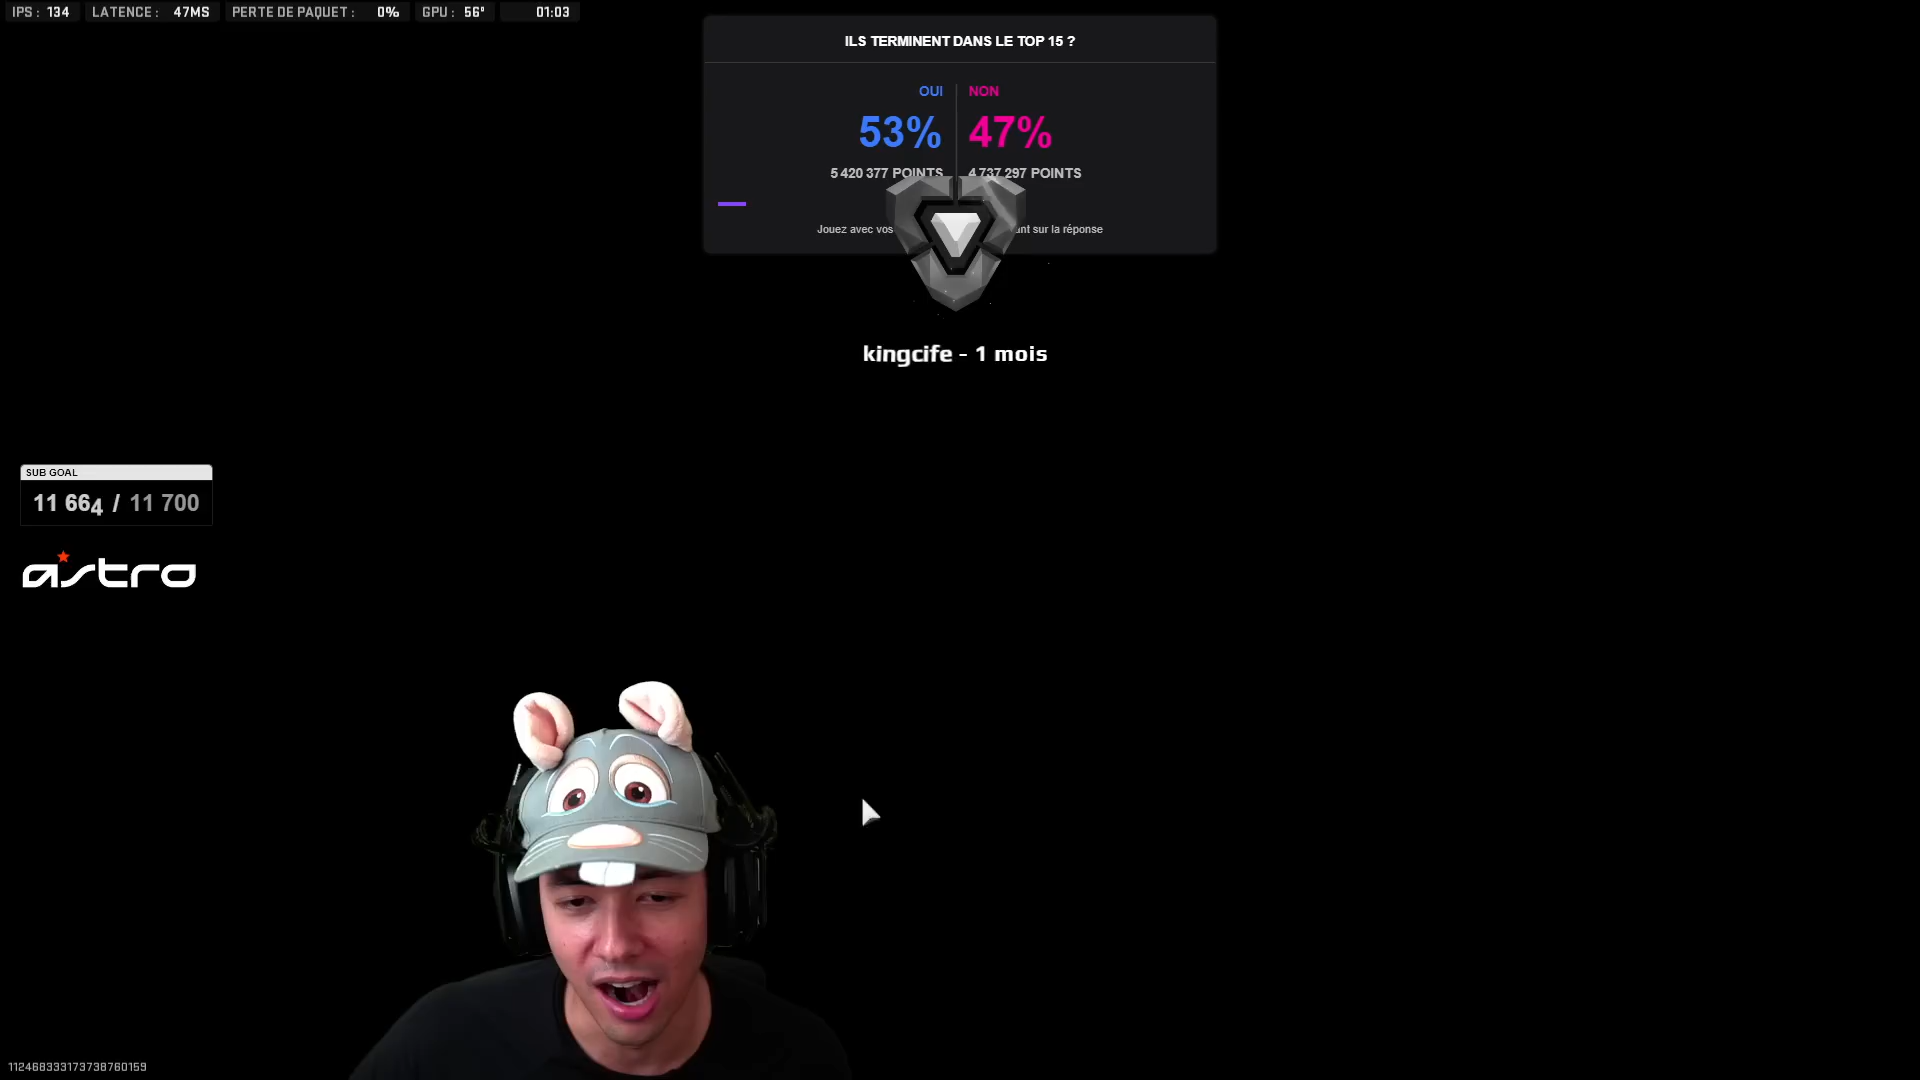 IPS : 134 LATENCE : 47MS PERTE DE PAQUET : 0% GPU : 56° 01:03
ILS TERMINENT DANS LE TOP 15 ?
OUI NON
53% 47%
5 420 377 POINTS 4 737 297 POINTS
Jouez avec vos sur la réponse
kingcife - 1 mois
SUB GOAL
11 664 / 11 700
astro
11246833317373876015​9